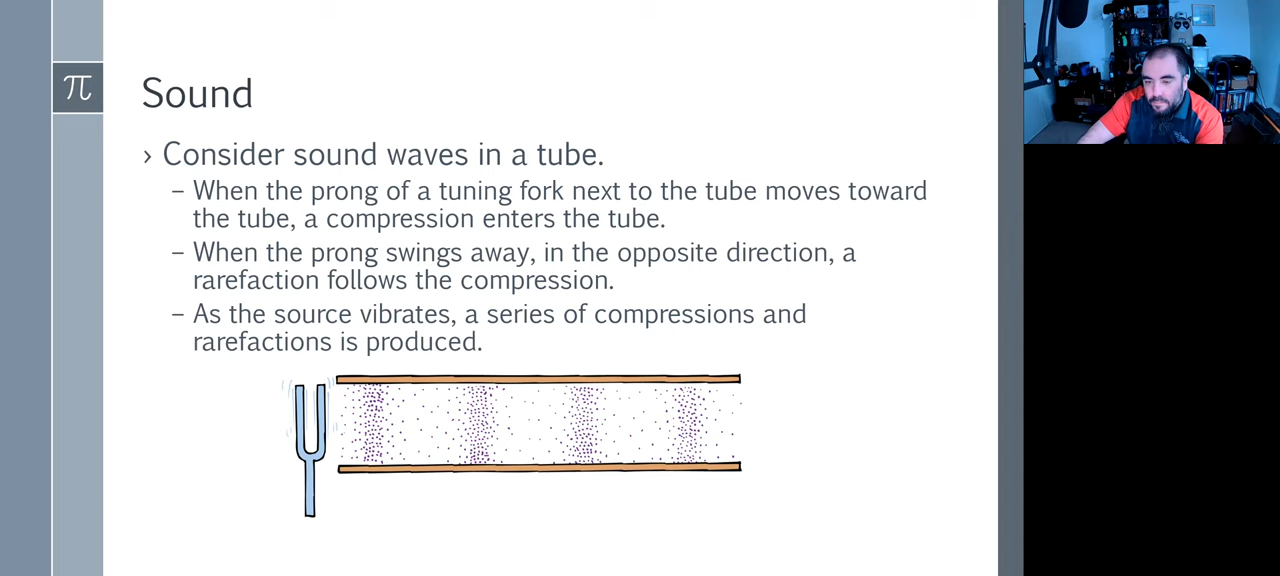 π
Sound
› Consider sound waves in a tube.
– When the prong of a tuning fork next to the tube moves toward
the tube, a compression enters the tube.
– When the prong swings away, in the opposite direction, a
rarefaction follows the compression.
– As the source vibrates, a series of compressions and
rarefactions is produced.